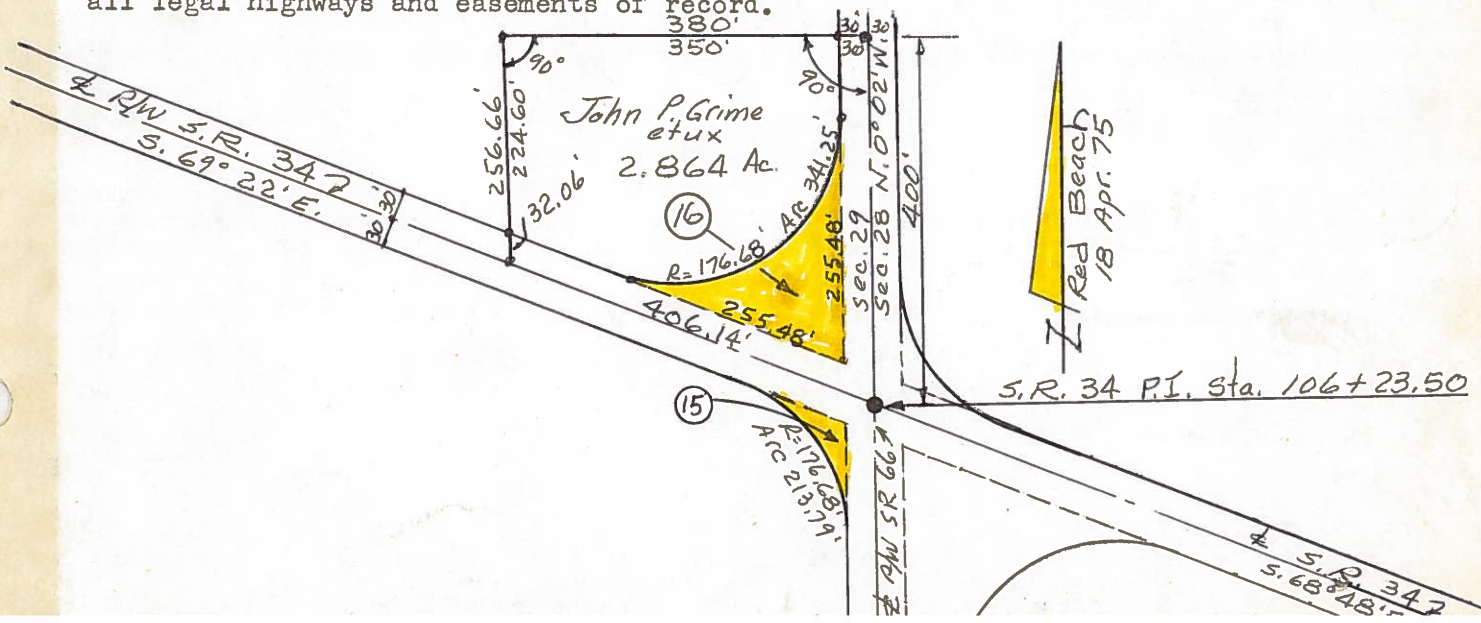 all legal highways and easements of record.
380'
350'
30' 30'
30'
90°
90°
256.66'
224.60'
32.06'
John P. Grime
etux
2.864 Ac.
16
R=176.68' Arc 341.25'
255.48'
255.48'
406.14'
Sec. 29
Sec. 28 N. 0° 02' W.
400'
Red Beach
18 Apr. 75
℄ R/W S.R. 347
S. 69° 22' E.
30' 30'
S.R. 34 P.I. Sta. 106+23.50
15
R=176.68'
Arc 213.79'
℄ R/W SR 667
℄ S.R. 347
S. 68° 48'